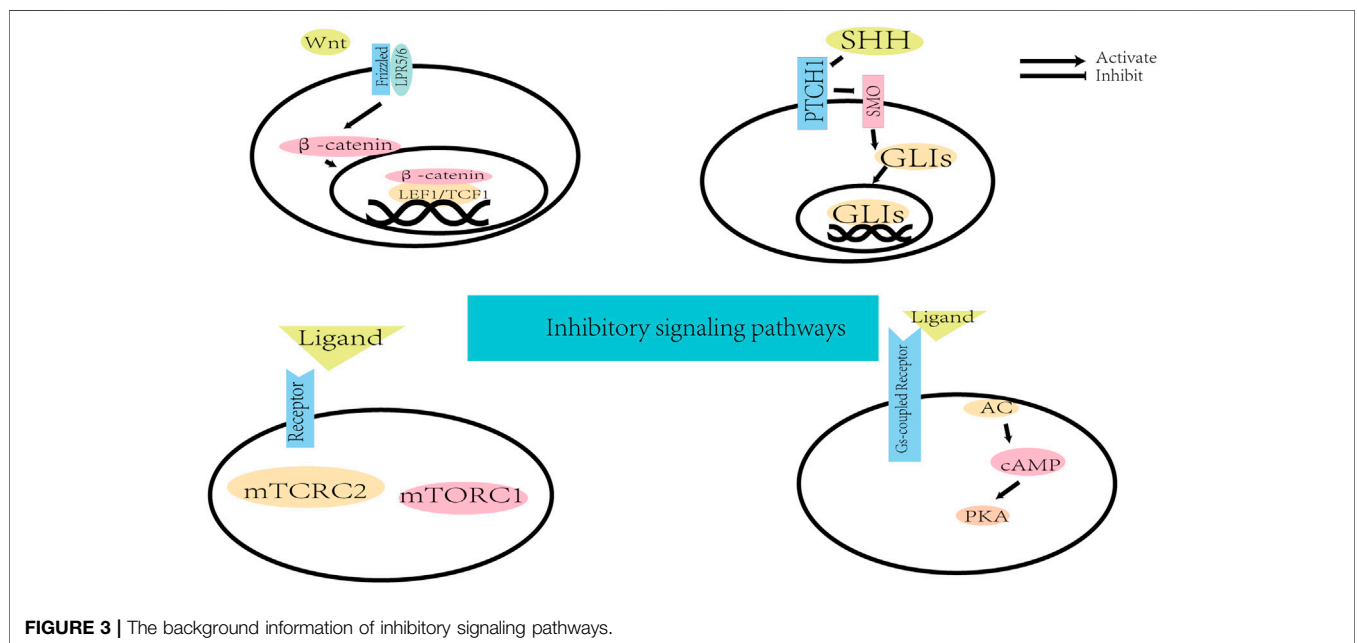 Wnt
Frizzled
LPR5/6
β -catenin
β -catenin
LEF1/TCF1
SHH
PTCH1
SMO
GLIs
GLIs
Activate
Inhibit
Inhibitory signaling pathways
Ligand
Receptor
mTCRC2
mTORC1
Ligand
Gs-coupled Receptor
AC
cAMP
PKA
FIGURE 3 | The background information of inhibitory signaling pathways.